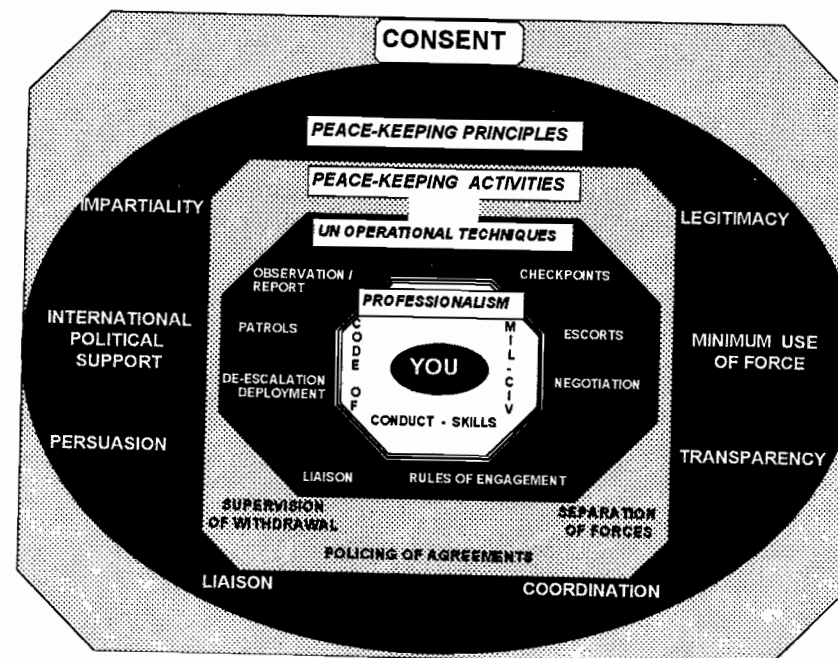 CONSENT
PEACE-KEEPING PRINCIPLES
PEACE-KEEPING ACTIVITIES
IMPARTIALITY
LEGITIMACY
UN OPERATIONAL TECHNIQUES
OBSERVATION /
REPORT
CHECKPOINTS
PROFESSIONALISM
INTERNATIONAL
POLITICAL
SUPPORT
PATROLS
ESCORTS
MINIMUM USE
OF FORCE
CODE OF
MIL-CIV
YOU
DE-ESCALATION
DEPLOYMENT
NEGOTIATION
CONDUCT - SKILLS
PERSUASION
TRANSPARENCY
LIAISON
RULES OF ENGAGEMENT
SUPERVISION
OF WITHDRAWAL
SEPARATION
OF FORCES
POLICING OF AGREEMENTS
LIAISON
COORDINATION